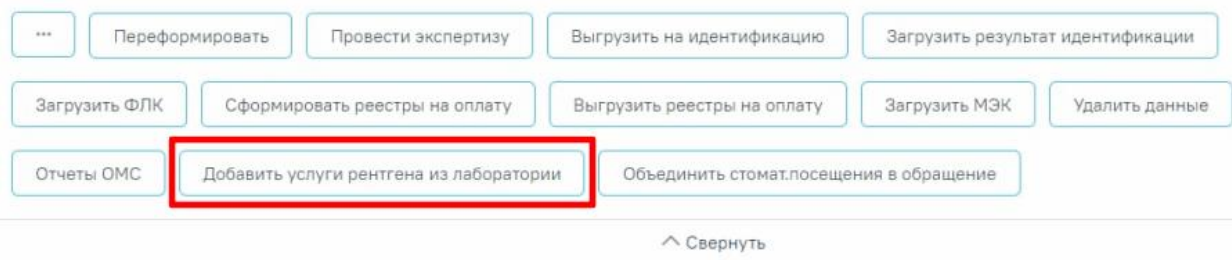 ... Переформировать Провести экспертизу Выгрузить на идентификацию Загрузить результат идентификации
Загрузить ФЛК Сформировать реестры на оплату Выгрузить реестры на оплату Загрузить МЭК Удалить данные
Отчеты ОМС Добавить услуги рентгена из лаборатории Объединить стомат.посещения в обращение
Свернуть